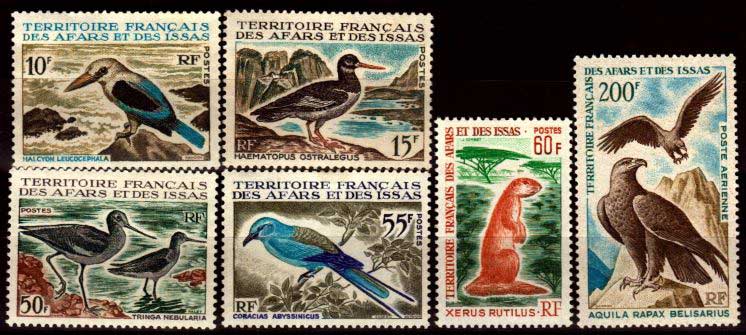 TERRITOIRE FRANÇAIS
DES AFARS ET DES ISSAS
10F
POSTES
RF
HALCYON LEUCOCEPHALA
TERRITOIRE FRANÇAIS
DES AFARS ET DES ISSAS
POSTES
15F
RF
HAEMATOPUS OSTRALEGUS
TERRITOIRE FRANÇAIS
DES AFARS ET DES ISSAS
POSTES
RF
50F
TRINGA NEBULARIA
TERRITOIRE FRANÇAIS
DES AFARS ET DES ISSAS
55F
POSTES
RF
CORACIAS ABYSSINICUS
TERRITOIRE FRANÇAIS DES AFARS ET DES ISSAS
POSTES
60F
XERUS RUTILUS-RF
TERRITOIRE FRANÇAIS DES AFARS ET DES ISSAS
200F
POSTE AERIENNE
RF
AQUILA RAPAX BELISARIUS